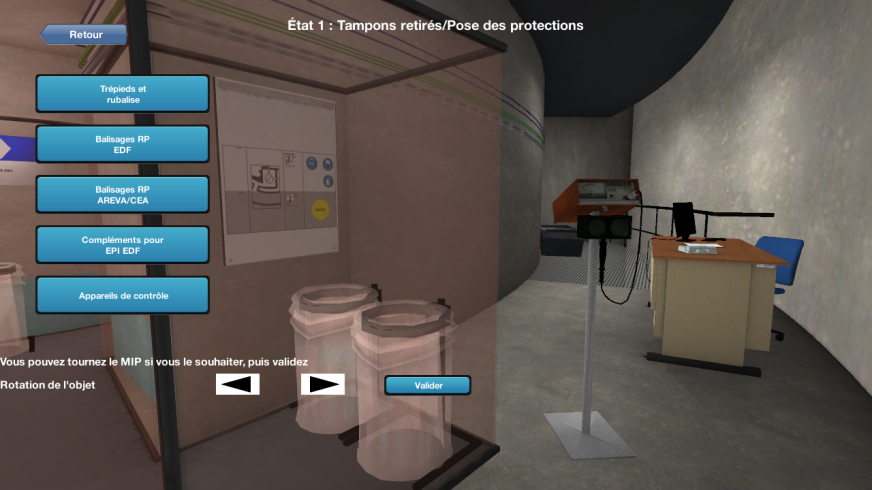 État 1 : Tampons retirés/Pose des protections
Retour
Trépieds et
rubalise
Balisages RP
EDF
Balisages RP
AREVA/CEA
Compléments pour
EPI EDF
Appareils de contrôle
Vous pouvez tournez le MIP si vous le souhaiter, puis validez
Rotation de l'objet
Valider